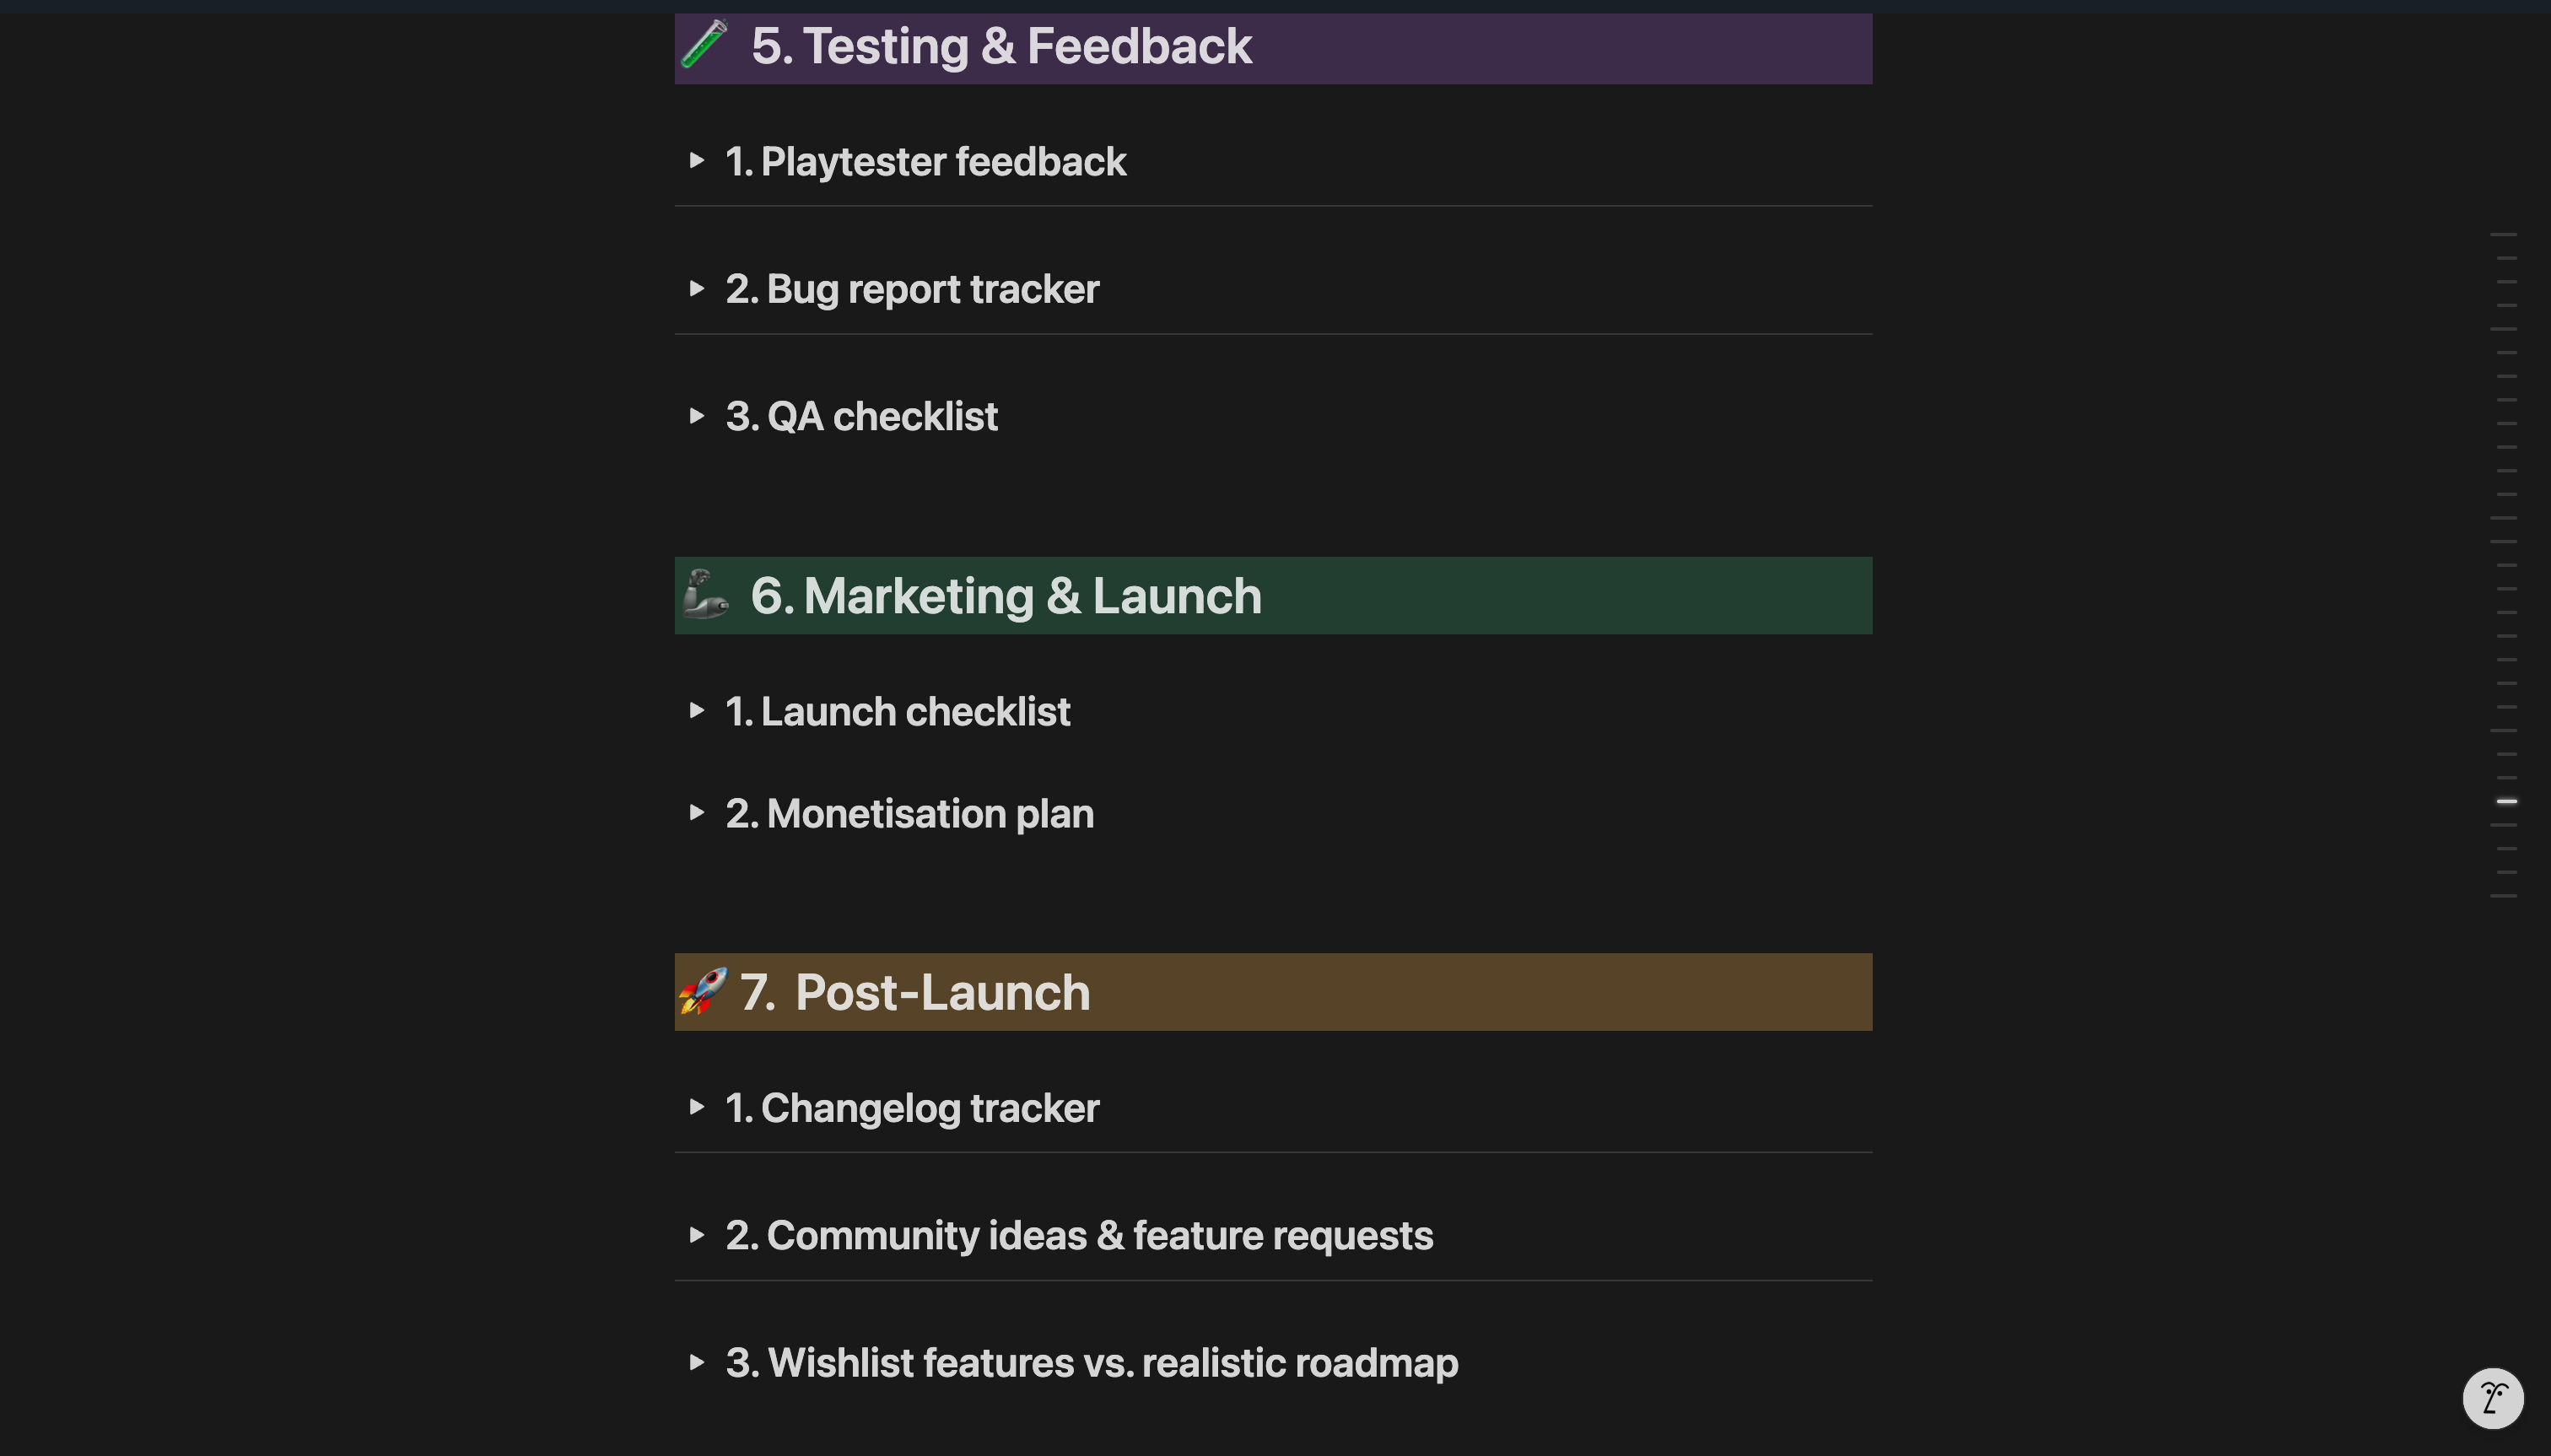 🧪 5. Testing & Feedback
1. Playtester feedback
2. Bug report tracker
3. QA checklist
🦾 6. Marketing & Launch
1. Launch checklist
2. Monetisation plan
🚀 7. Post-Launch
1. Changelog tracker
2. Community ideas & feature requests
3. Wishlist features vs. realistic roadmap